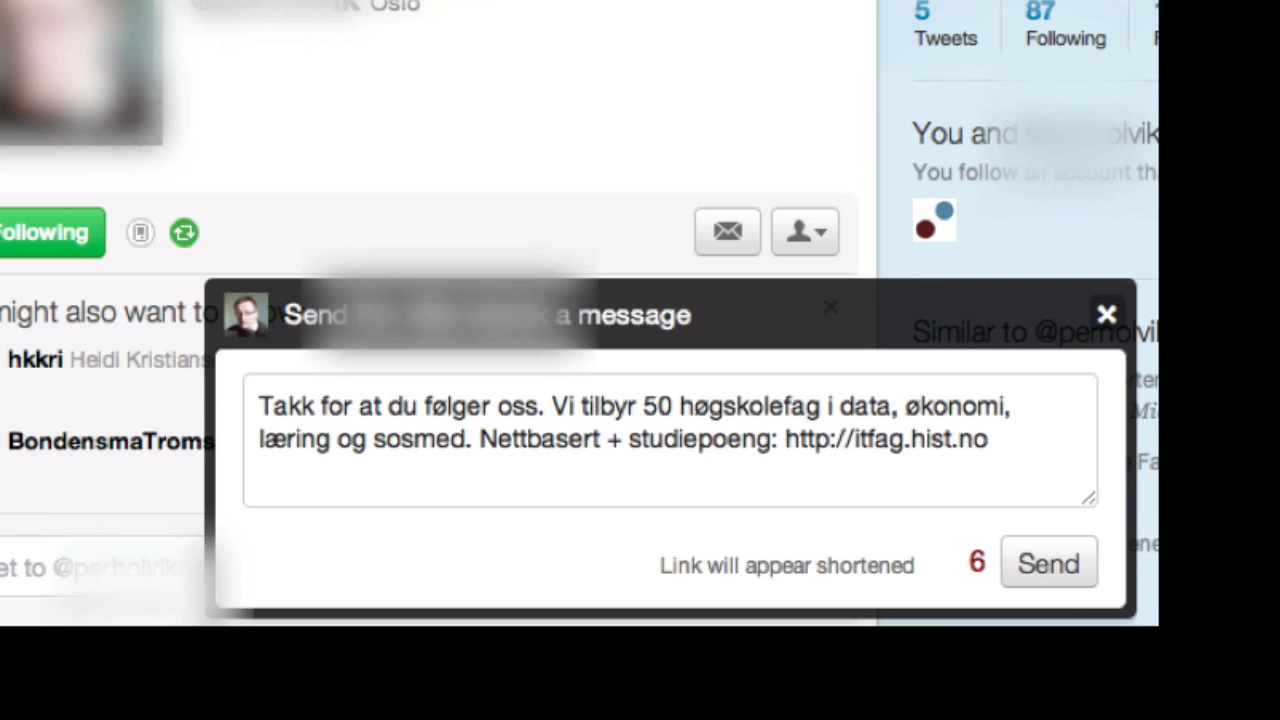 Oslo
5
Tweets
87
Following
You and
You follow an account
Following
might also want to
hkkri Heidi Kristians
BondensmaTroms
Send a message
Similar to @perholvik
Takk for at du følger oss. Vi tilbyr 50 høgskolefag i data, økonomi,
læring og sosmed. Nettbasert + studiepoeng: http://itfag.hist.no
Link will appear shortened
6
Send
et to @perholvik